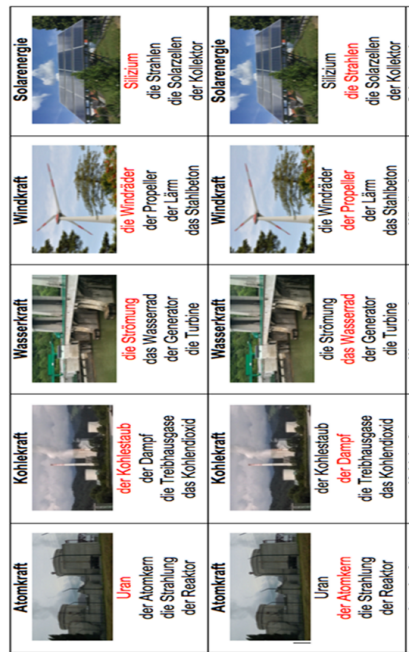 Atomkraft
Uran
der Atomkern
die Strahlung
der Reaktor
Kohlekraft
der Kohlestaub
der Dampf
die Treibhausgase
das Kohlendioxid
Wasserkraft
die Strömung
das Wasserrad
der Generator
die Turbine
Windkraft
die Windräder
der Propeller
der Lärm
das Stahlbeton
Solarenergie
Silizium
die Strahlen
die Solarzellen
der Kollektor
Atomkraft
Uran
der Atomkern
die Strahlung
der Reaktor
Kohlekraft
der Kohlestaub
der Dampf
die Treibhausgase
das Kohlendioxid
Wasserkraft
die Strömung
das Wasserrad
der Generator
die Turbine
Windkraft
die Windräder
der Propeller
der Lärm
das Stahlbeton
Solarenergie
Silizium
die Strahlen
die Solarzellen
der Kollektor